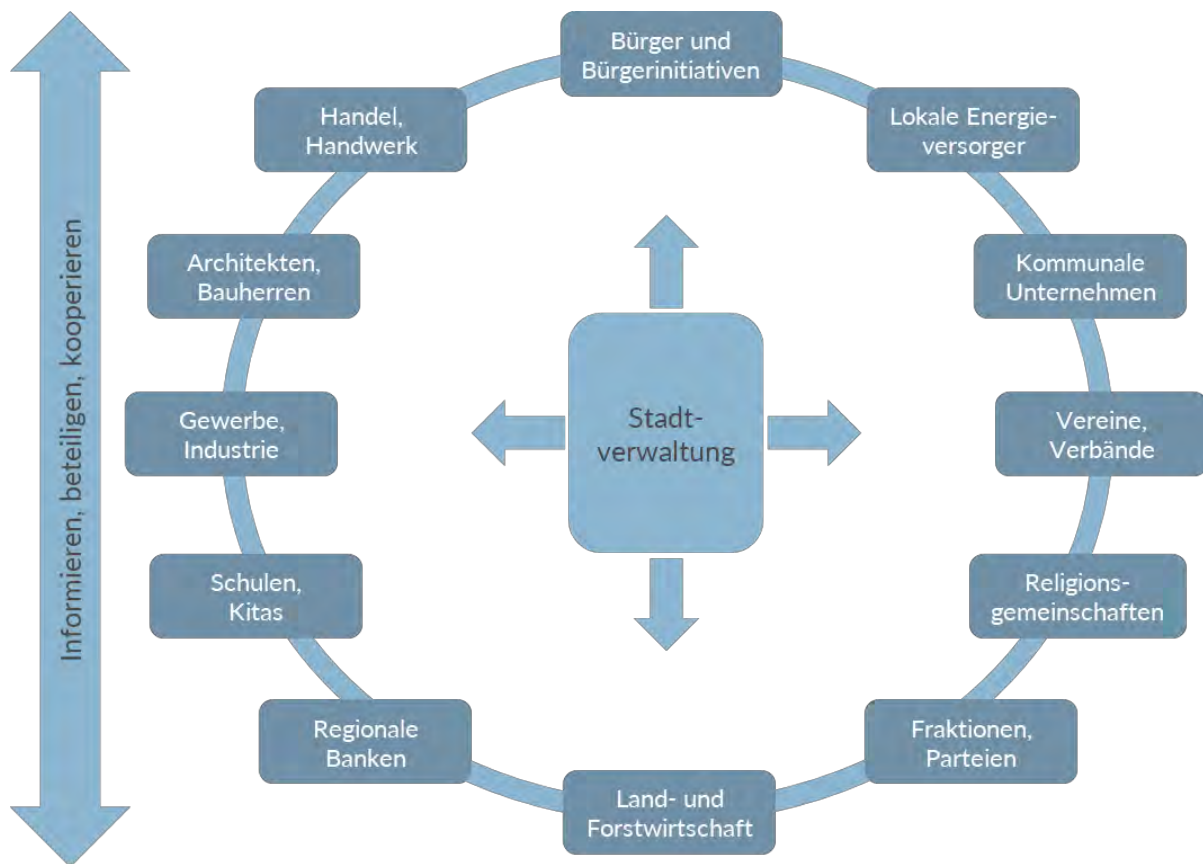 Informieren, beteiligen, kooperieren
Bürger und
Bürgerinitiativen
Lokale Energie-
versorger
Kommunale
Unternehmen
Vereine,
Verbände
Religions-
gemeinschaften
Fraktionen,
Parteien
Land- und
Forstwirtschaft
Regionale
Banken
Schulen,
Kitas
Gewerbe,
Industrie
Architekten,
Bauherren
Handel,
Handwerk
Stadt-
verwaltung